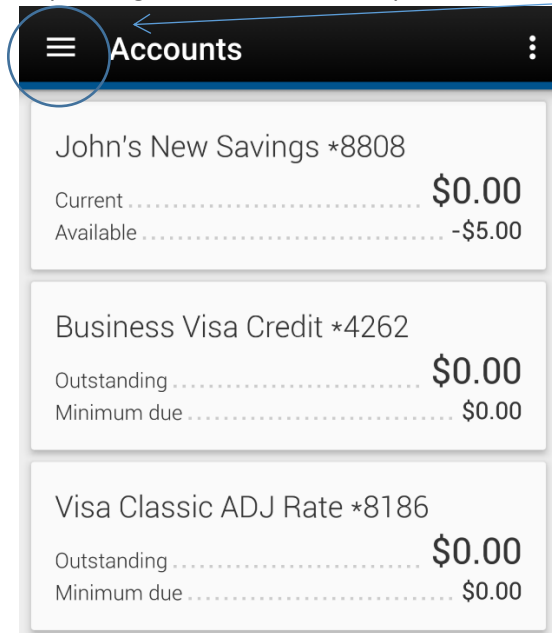 Accounts
John's New Savings *8808
Current $0.00
Available -$5.00
Business Visa Credit *4262
Outstanding $0.00
Minimum due $0.00
Visa Classic ADJ Rate *8186
Outstanding $0.00
Minimum due $0.00